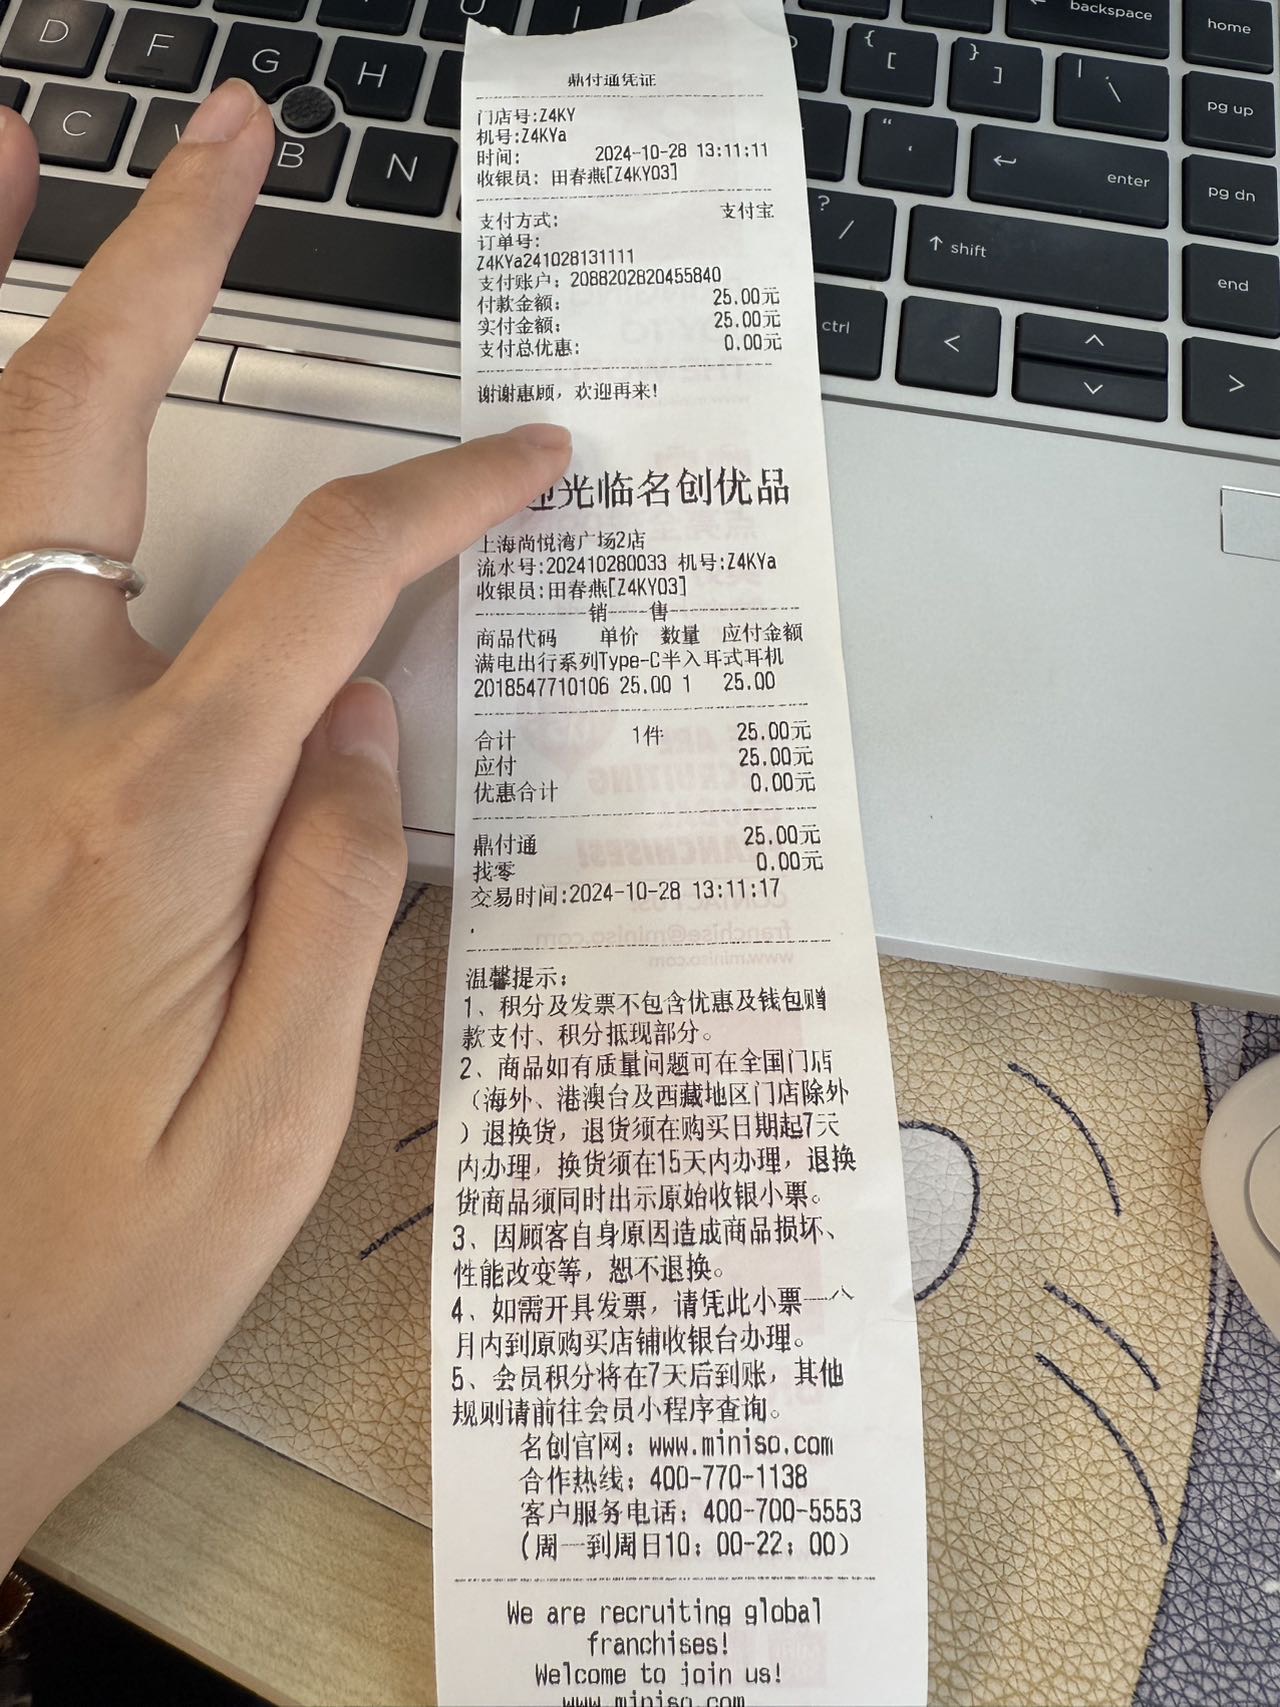 D F G H
C B N
backspace home
{ [ } ] | \ pg up
" ' enter pg dn
? / shift end
ctrl < >
鼎付通凭证
门店号:Z4KY
机号:Z4KYa
时间: 2024-10-28 13:11:11
收银员: 田春燕[Z4KY03]
支付方式: 支付宝
订单号:
Z4KYa241028131111
支付账户: 2088202820455840
付款金额: 25.00元
实付金额: 25.00元
支付总优惠: 0.00元
谢谢惠顾, 欢迎再来!
迎光临名创优品
上海尚悦湾广场2店
流水号:202410280033 机号:Z4KYa
收银员:田春燕[Z4KY03]
销 售
商品代码 单价 数量 应付金额
满电出行系列Type-C半入耳式耳机
2018547710106 25.00 1 25.00
合计 1件 25.00元
应付 25.00元
优惠合计 0.00元
鼎付通 25.00元
找零 0.00元
交易时间:2024-10-28 13:11:17
.
温馨提示:
1、积分及发票不包含优惠及钱包赠
款支付、积分抵现部分。
2、商品如有质量问题可在全国门店
(海外、港澳台及西藏地区门店除外
)退换货, 退货须在购买日期起7天
内办理, 换货须在15天内办理, 退换
货商品须同时出示原始收银小票。
3、因顾客自身原因造成商品损坏、
性能改变等, 恕不退换。
4、如需开具发票, 请凭此小票一个
月内到原购买店铺收银台办理。
5、会员积分将在7天后到账, 其他
规则请前往会员小程序查询。
名创官网: www.miniso.com
合作热线: 400-770-1138
客户服务电话: 400-700-5553
(周一到周日10: 00-22: 00)
We are recruiting global
franchises!
Welcome to join us!
www.miniso.com